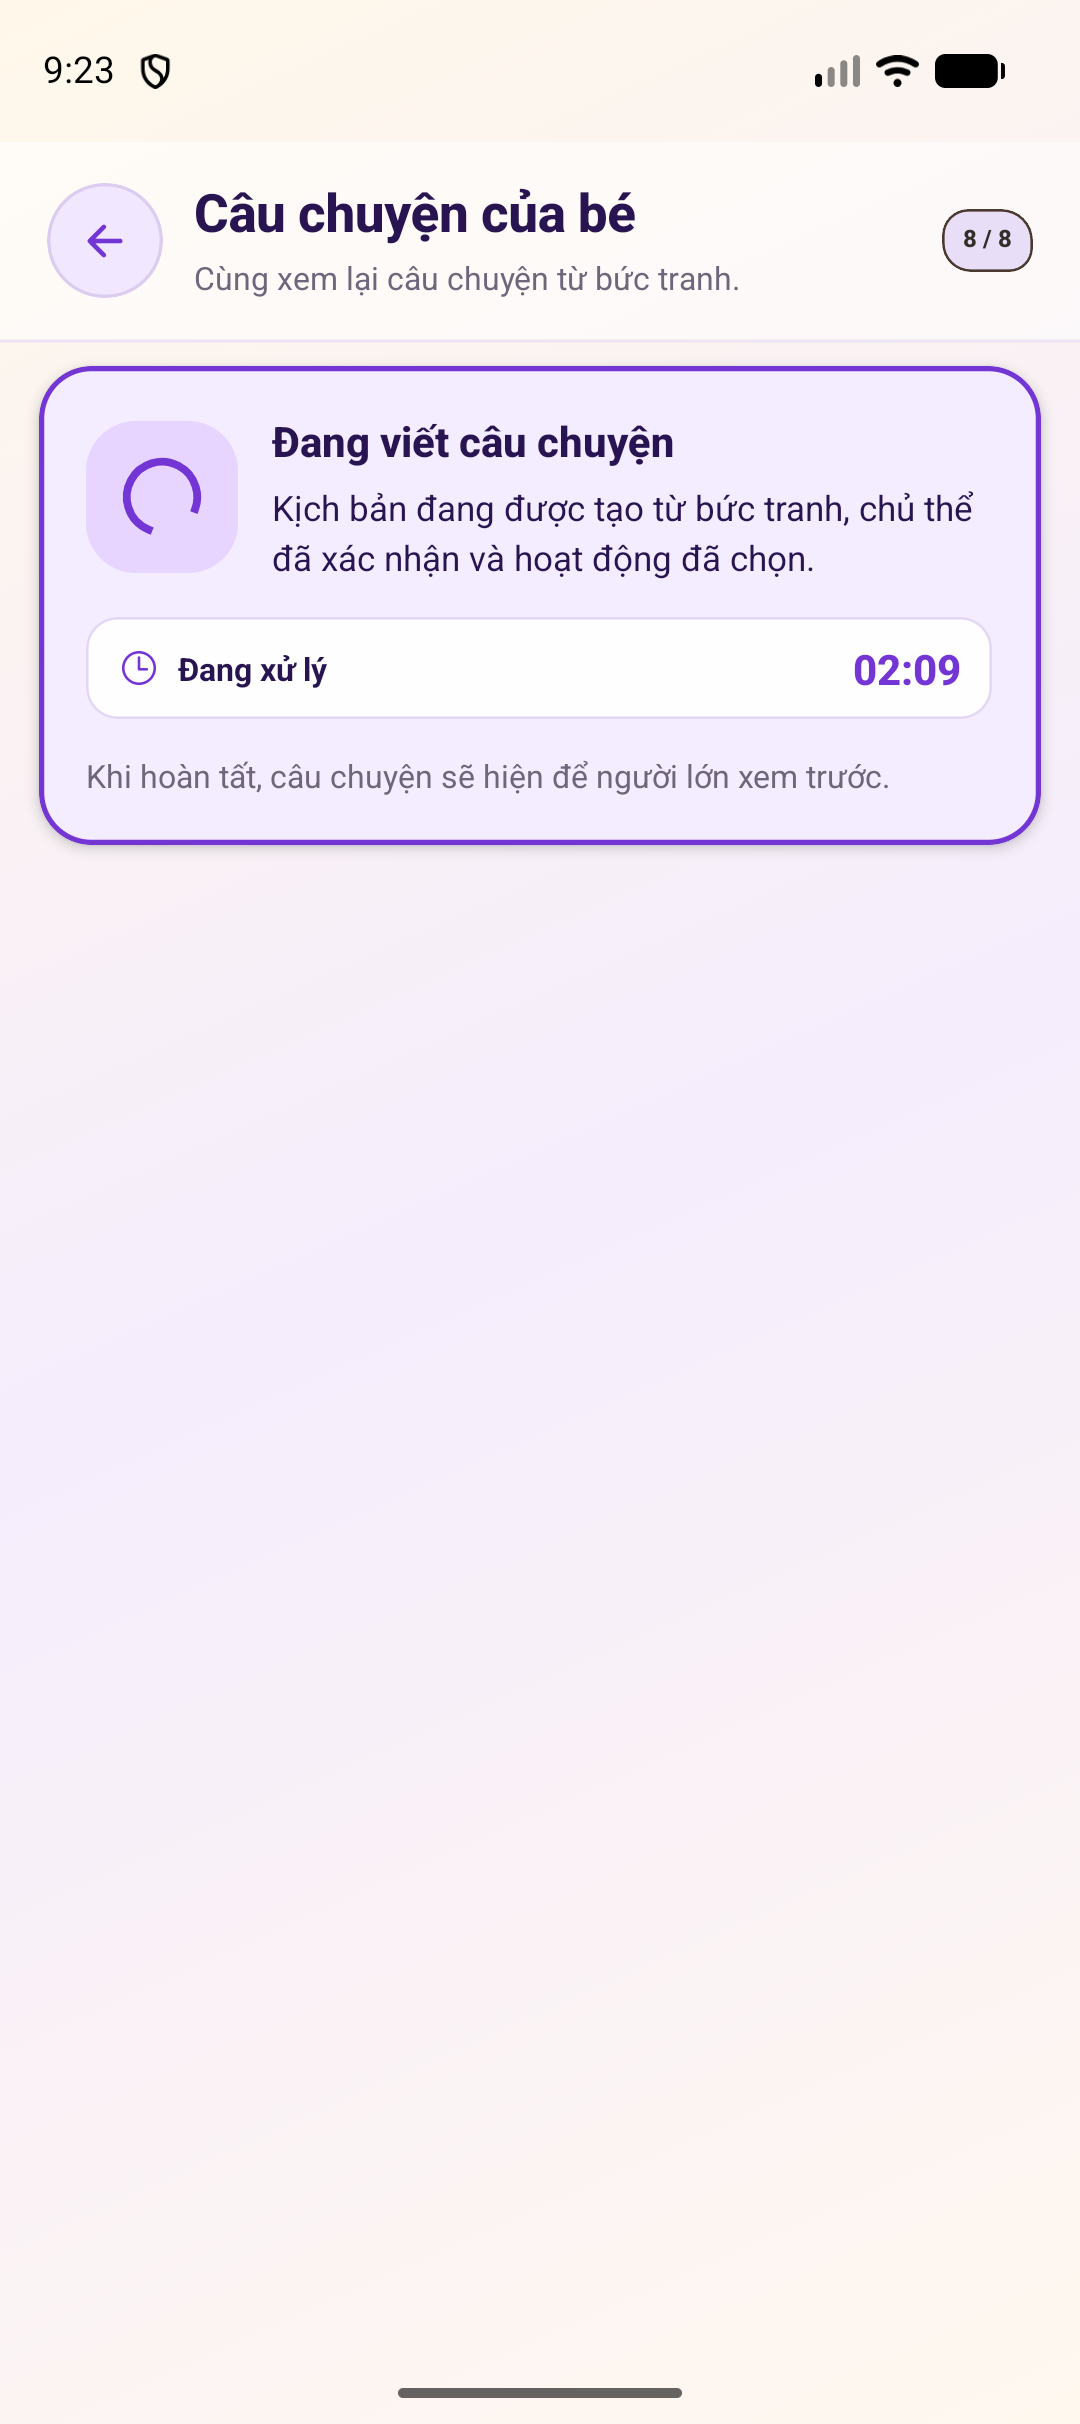 9:23
Câu chuyện của bé
Cùng xem lại câu chuyện từ bức tranh.
8 / 8
Đang viết câu chuyện
Kịch bản đang được tạo từ bức tranh, chủ thể
đã xác nhận và hoạt động đã chọn.
Đang xử lý
02:09
Khi hoàn tất, câu chuyện sẽ hiện để người lớn xem trước.